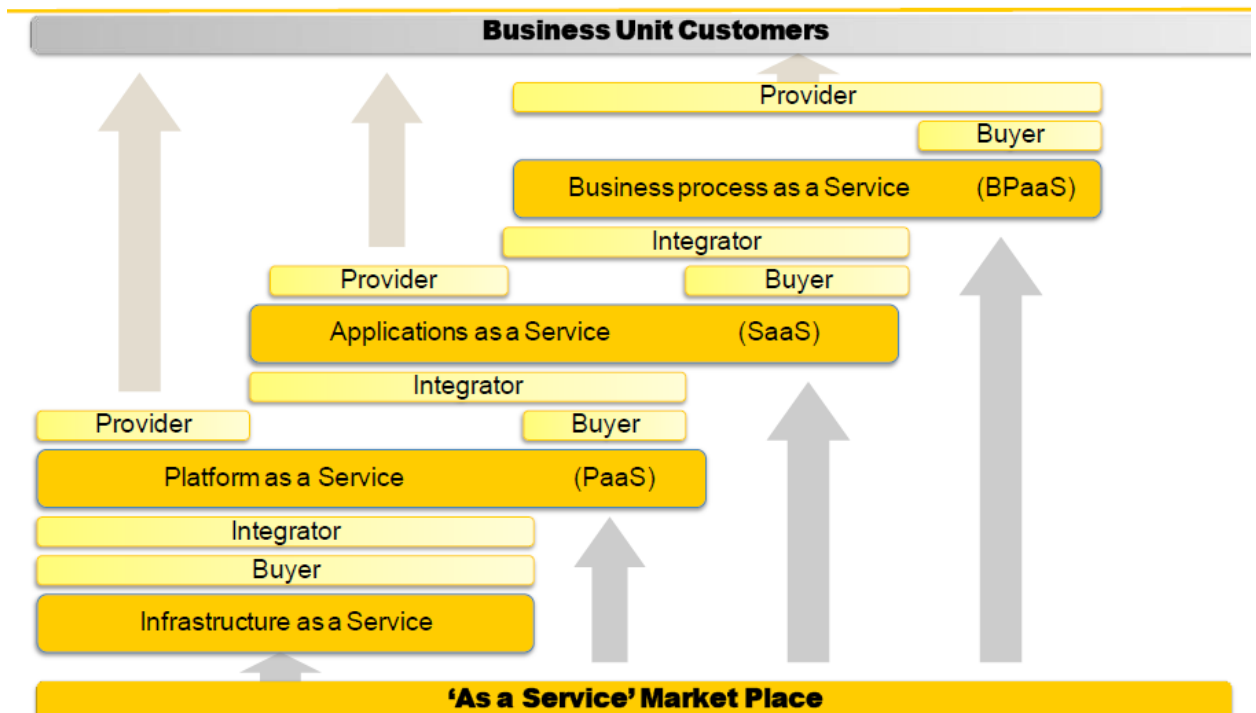 Business Unit Customers
Provider
Buyer
Business process as a Service (BPaaS)
Integrator
Provider Buyer
Applications as a Service (SaaS)
Integrator
Provider Buyer
Platform as a Service (PaaS)
Integrator
Buyer
Infrastructure as a Service
‘As a Service’ Market Place